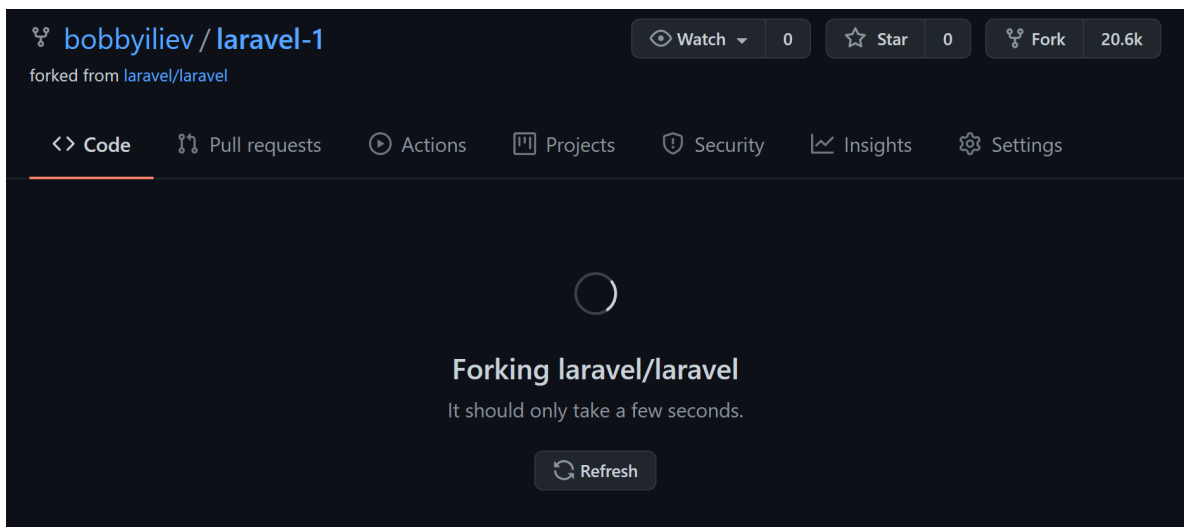 bobbyiliev / laravel-1 Watch 0 Star 0 Fork 20.6k
forked from laravel/laravel
<> Code Pull requests Actions Projects Security Insights Settings
Forking laravel/laravel
It should only take a few seconds.
Refresh